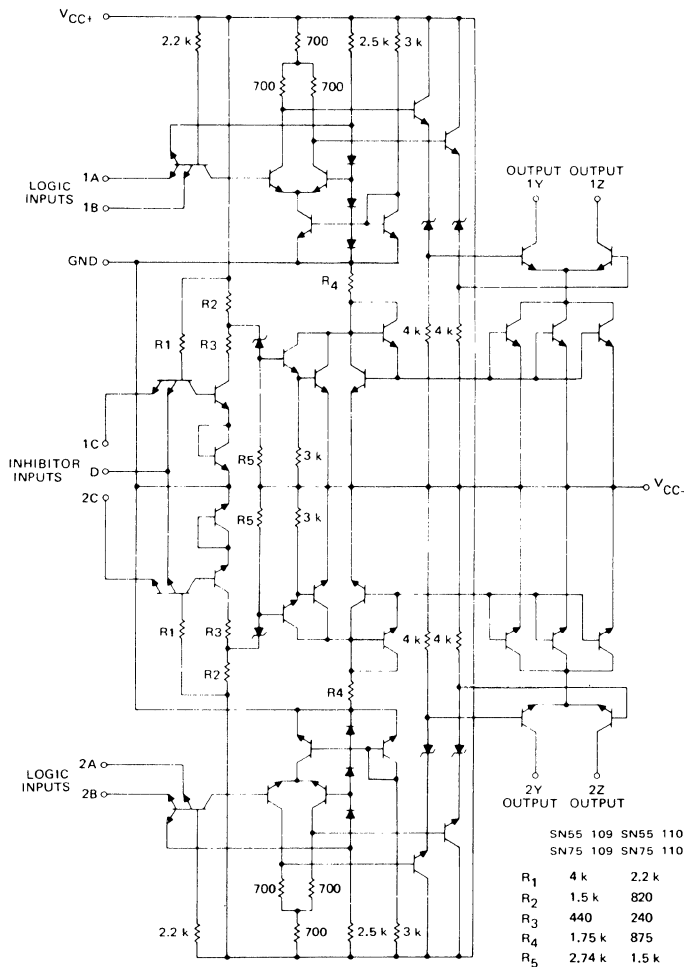 VCC+
2.2 k
700
2.5 k
3 k
700
700
LOGIC INPUTS
1A
1B
OUTPUT 1Y
OUTPUT 1Z
GND
R4
R2
R1
R3
4 k
4 k
1C
INHIBITOR INPUTS
D
2C
R5
3 k
VCC-
R5
3 k
R1
R3
R2
4 k
4 k
R4
LOGIC INPUTS
2A
2B
2Y OUTPUT
2Z OUTPUT
700
700
2.2 k
700
2.5 k
3 k
SN55 109 SN55 110
SN75 109 SN75 110
R1 4 k 2.2 k
R2 1.5 k 820
R3 440 240
R4 1.75 k 875
R5 2.74 k 1.5 k